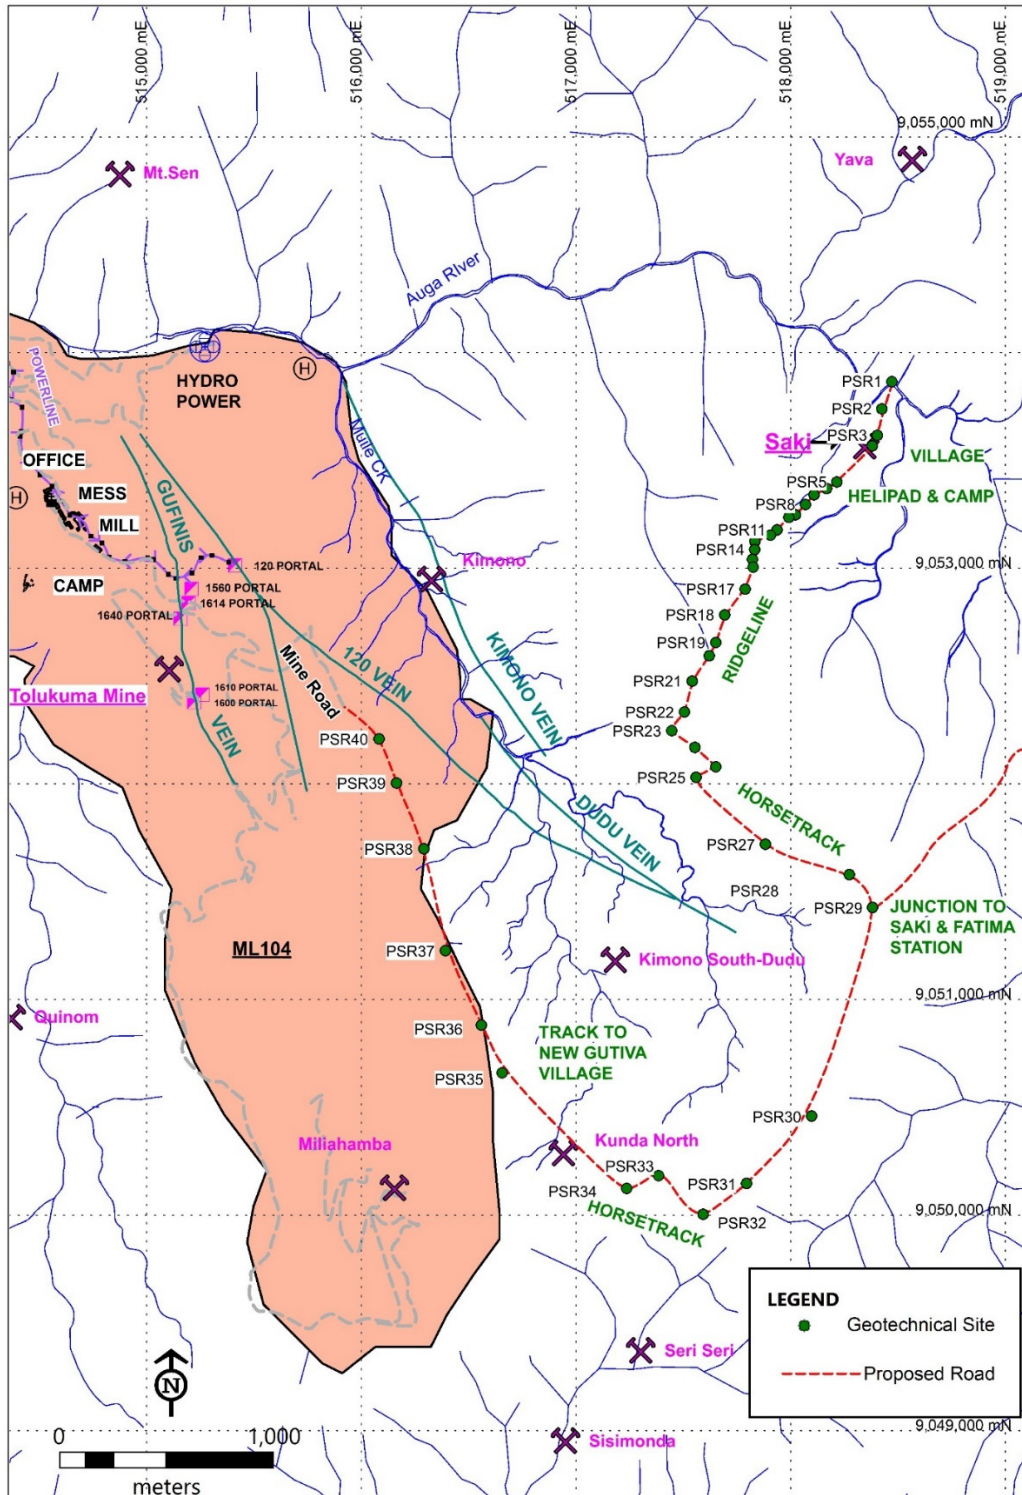 515,000 mE
516,000 mE
517,000 mE
518,000 mE
519,000 mE
9,055,000 mN
Yava
Mt.Sen
Auga RIver
POWERLINE
H
HYDRO
POWER
Muile CK
PSR1
PSR2
PSR3
Saki
VILLAGE
OFFICE
MESS
MILL
H
GUFINIS
PSR5
HELIPAD & CAMP
PSR8
PSR11
PSR14
120 PORTAL
Kimono
9,053,000 mN
CAMP
1560 PORTAL
1614 PORTAL
1640 PORTAL
PSR17
PSR18
PSR19
RIDGELINE
Mine Road
120 VEIN
KIMONO VEIN
Tolukuma Mine
1610 PORTAL
1600 PORTAL
VEIN
PSR21
PSR22
PSR23
PSR40
PSR39
PSR25
HORSETRACK
DUDU VEIN
PSR38
PSR27
PSR28
PSR29
JUNCTION TO
SAKI & FATIMA
STATION
ML104
PSR37
Kimono South-Dudu
9,051,000 mN
Quinom
PSR36
TRACK TO
NEW GUTIVA
VILLAGE
PSR35
PSR30
Miliahamba
Kunda North
PSR33
PSR34
PSR31
HORSETRACK
PSR32
9,050,000 mN
LEGEND
Geotechnical Site
Proposed Road
Seri Seri
N
Sisimonda
9,049,000 mN
0
1,000
meters